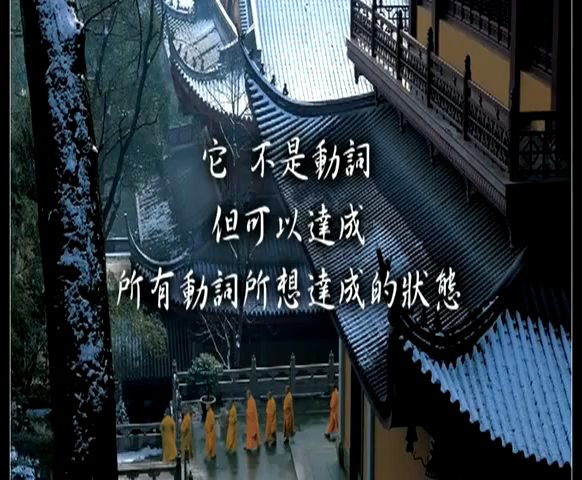 它 不是動詞
但可以達成
所有動詞所想達成的狀態